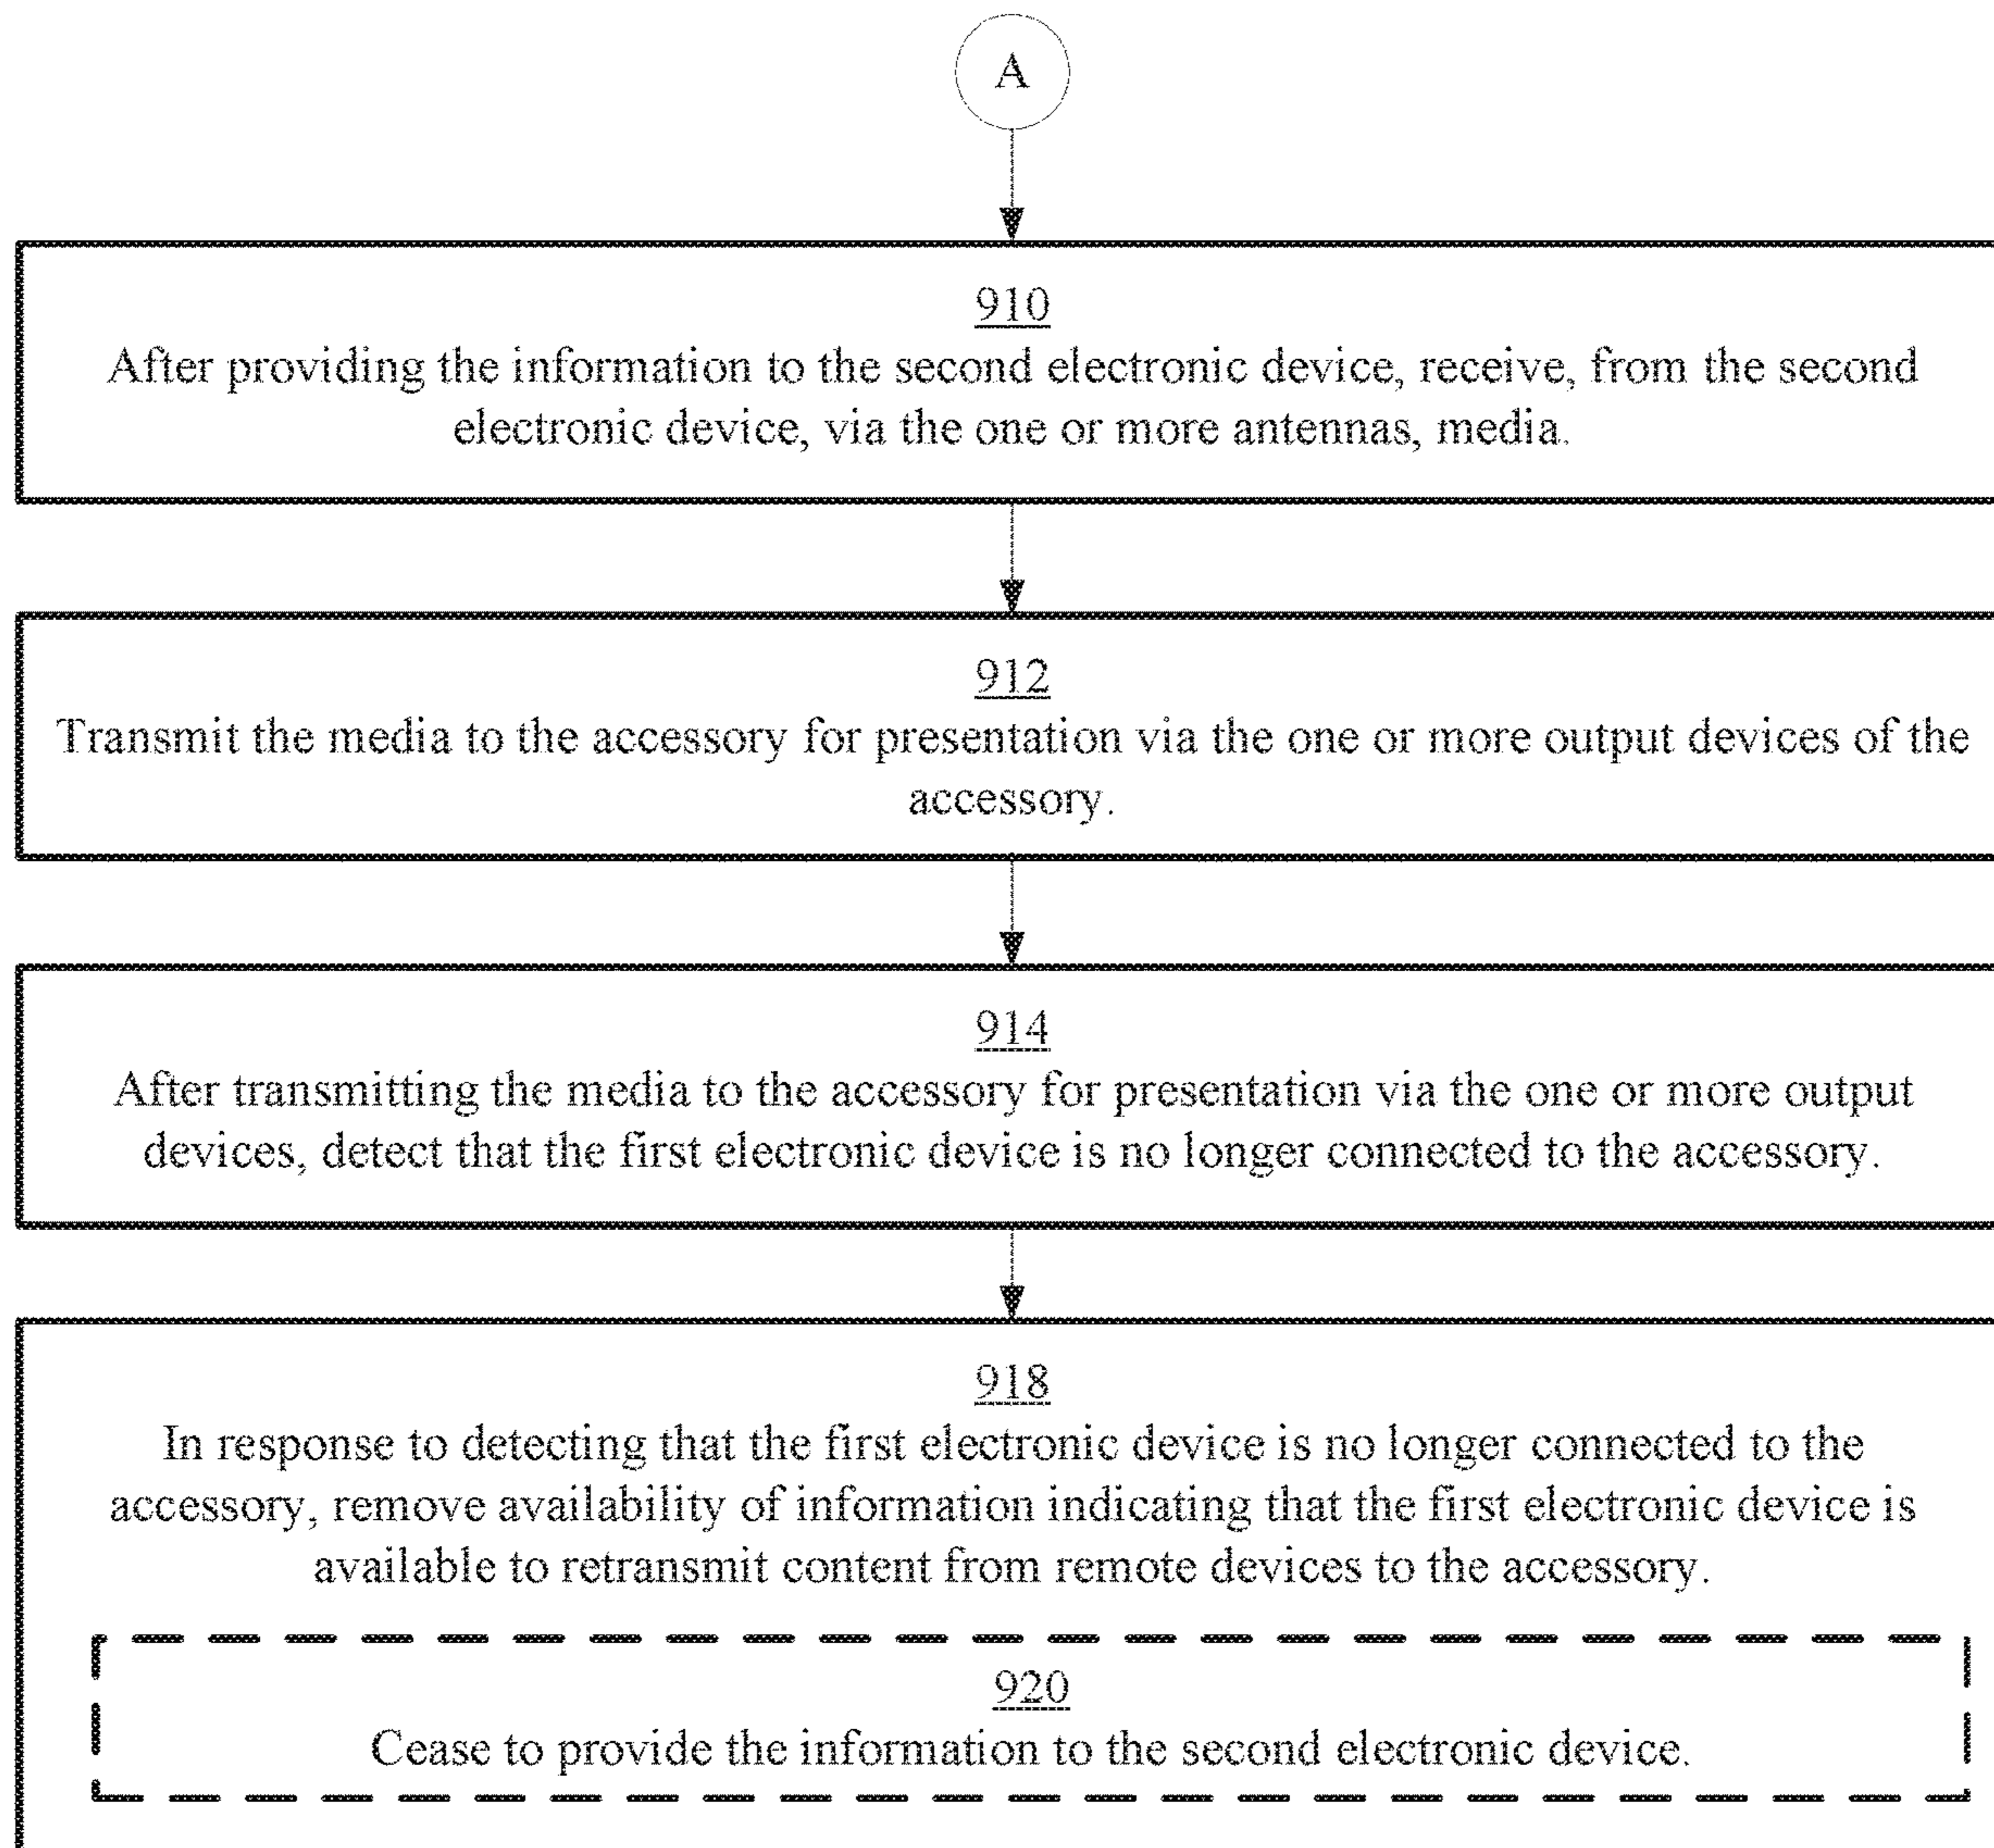 A
910
After providing the information to the second electronic device, receive, from the second
electronic device, via the one or more antennas, media.
912
Transmit the media to the accessory for presentation via the one or more output devices of the
accessory.
914
After transmitting the media to the accessory for presentation via the one or more output
devices, detect that the first electronic device is no longer connected to the accessory.
918
In response to detecting that the first electronic device is no longer connected to the
accessory, remove availability of information indicating that the first electronic device is
available to retransmit content from remote devices to the accessory.
920
Cease to provide the information to the second electronic device.